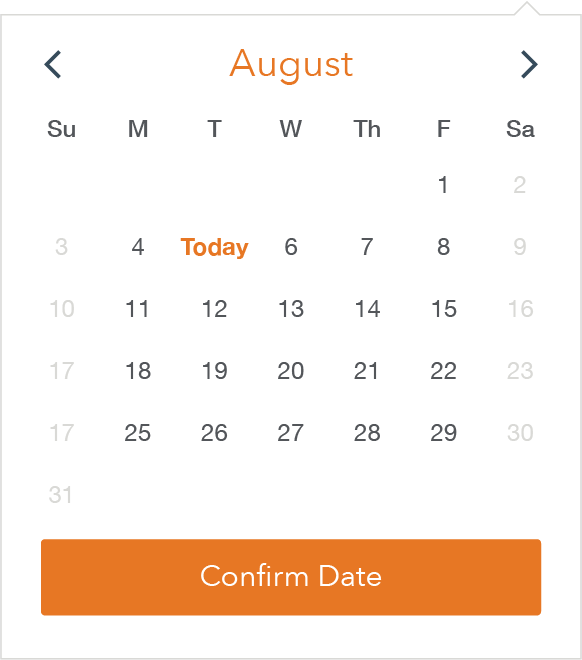 August
Su M T W Th F Sa
1 2
3 4 Today 6 7 8 9
10 11 12 13 14 15 16
17 18 19 20 21 22 23
17 25 26 27 28 29 30
31
Confirm Date